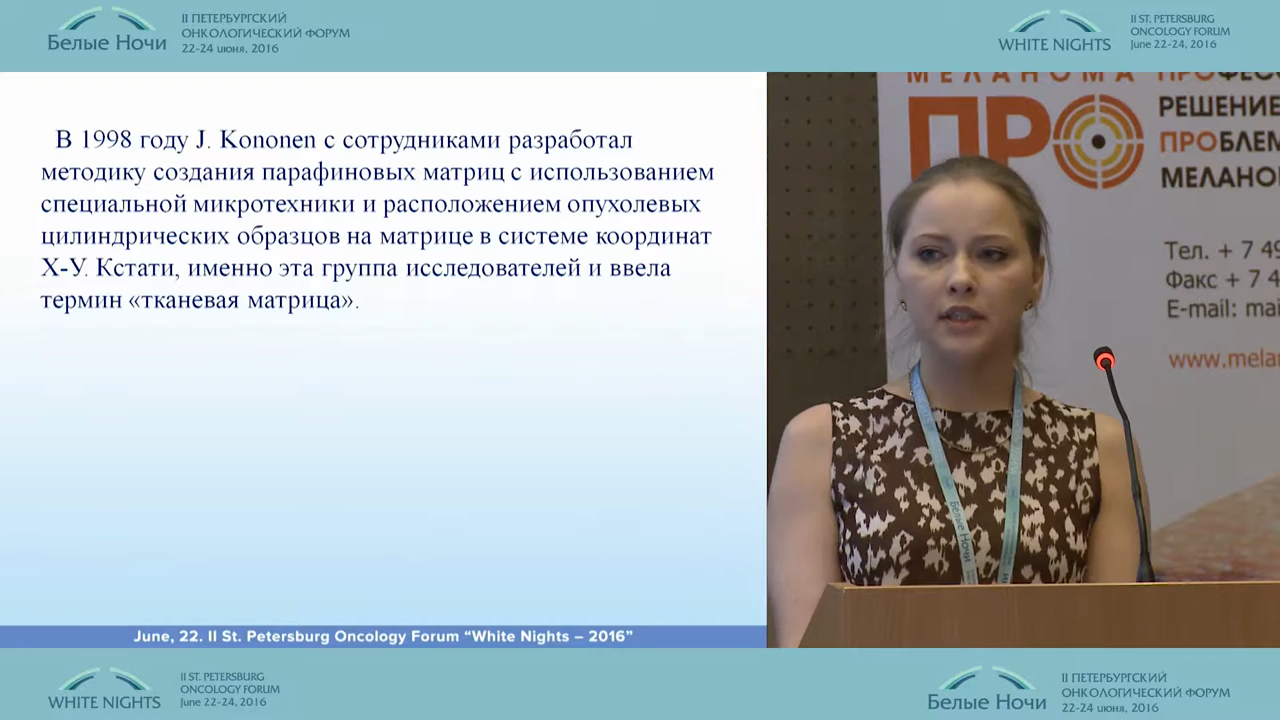 Белые Ночи
II ПЕТЕРБУРГСКИЙ
ОНКОЛОГИЧЕСКИЙ ФОРУМ
22-24 июня, 2016
WHITE NIGHTS
II ST. PETERSBURG
ONCOLOGY FORUM
June 22-24, 2016
В 1998 году J. Kononen с сотрудниками разработал
методику создания парафиновых матриц с использованием
специальной микротехники и расположением опухолевых
цилиндрических образцов на матрице в системе координат
Х-У. Кстати, именно эта группа исследователей и ввела
термин «тканевая матрица».
June, 22. II St. Petersburg Oncology Forum “White Nights – 2016”
МЕЛАНОМА
ПРО
РЕШЕНИЕ
ПРОБЛЕМ
МЕЛАНО
Тел. + 7 49
Факс + 7 4
E-mail: mai
www.mela
Белые Ночи
WHITE NIGHTS
II ST. PETERSBURG
ONCOLOGY FORUM
June 22-24, 2016
Белые Ночи
II ПЕТЕРБУРГСКИЙ
ОНКОЛОГИЧЕСКИЙ ФОРУМ
22-24 июня, 2016